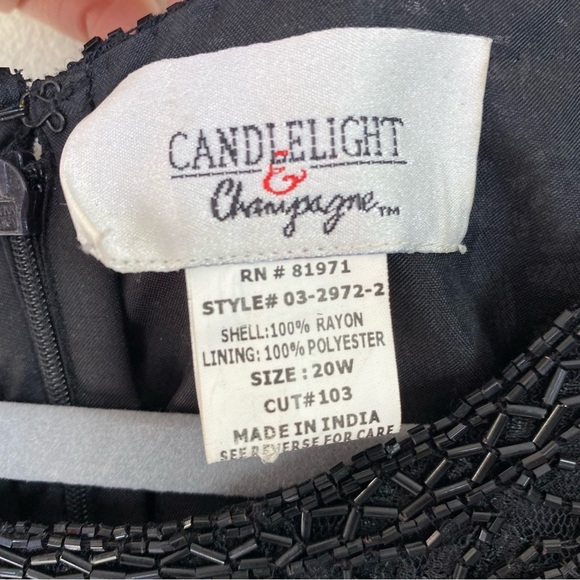 CANDLELIGHT
&
Champagne™
RN # 81971
STYLE# 03-2972-2
SHELL:100% RAYON
LINING: 100% POLYESTER
SIZE : 20W
CUT#103
MADE IN INDIA
SEE REVERSE FOR CARE